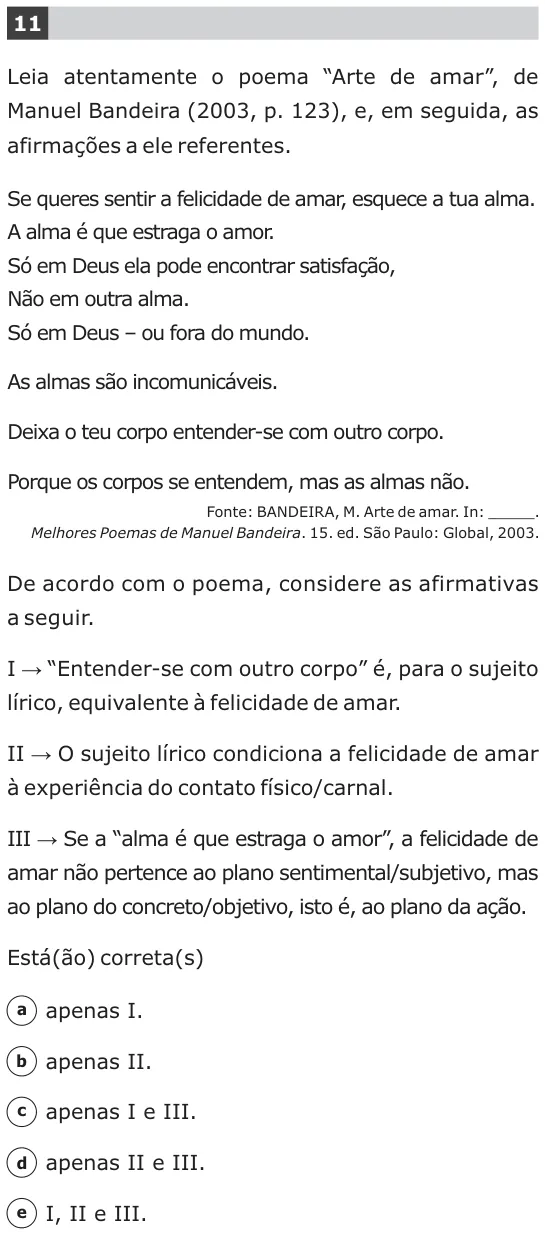 11
Leia atentamente o poema “Arte de amar”, de
Manuel Bandeira (2003, p. 123), e, em seguida, as
afirmações a ele referentes.
Se queres sentir a felicidade de amar, esquece a tua alma.
A alma é que estraga o amor.
Só em Deus ela pode encontrar satisfação,
Não em outra alma.
Só em Deus – ou fora do mundo.
As almas são incomunicáveis.
Deixa o teu corpo entender-se com outro corpo.
Porque os corpos se entendem, mas as almas não.
Fonte: BANDEIRA, M. Arte de amar. In: _____.
Melhores Poemas de Manuel Bandeira. 15. ed. São Paulo: Global, 2003.
De acordo com o poema, considere as afirmativas
a seguir.
I → “Entender-se com outro corpo” é, para o sujeito
lírico, equivalente à felicidade de amar.
II → O sujeito lírico condiciona a felicidade de amar
à experiência do contato físico/carnal.
III → Se a “alma é que estraga o amor”, a felicidade de
amar não pertence ao plano sentimental/subjetivo, mas
ao plano do concreto/objetivo, isto é, ao plano da ação.
Está(ão) correta(s)
a apenas I.
b apenas II.
c apenas I e III.
d apenas II e III.
e I, II e III.